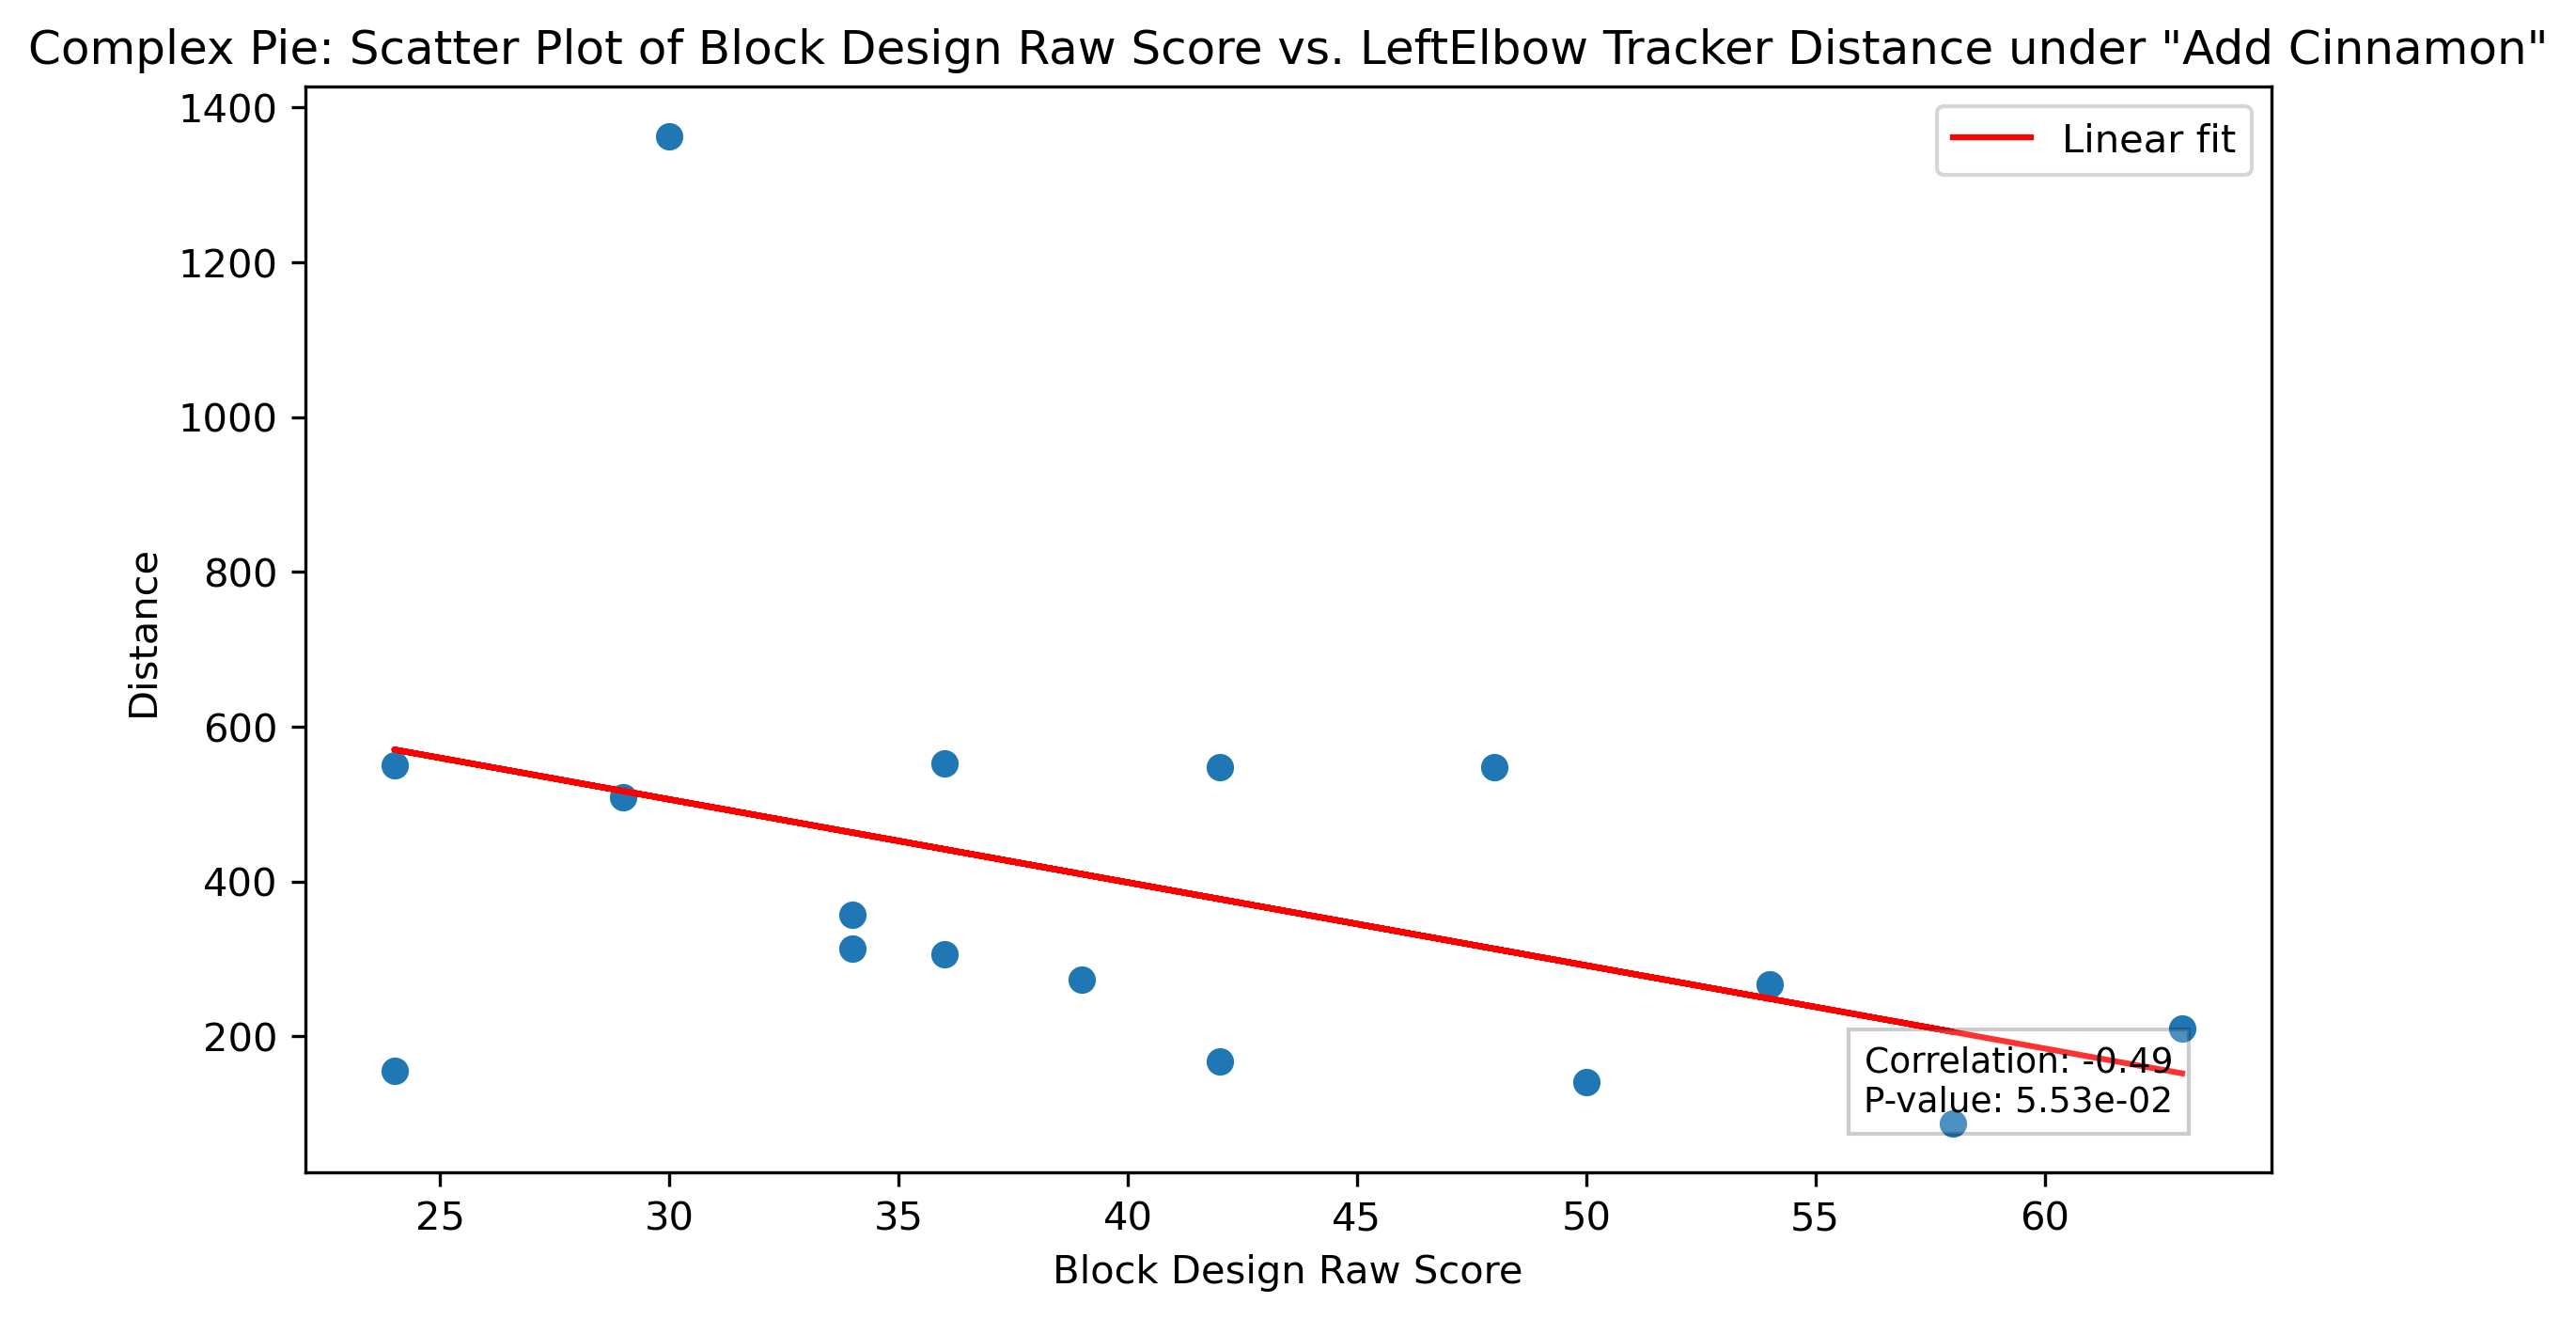 Complex Pie: Scatter Plot of Block Design Raw Score vs. LeftElbow Tracker Distance under "Add Cinnamon"
1400
1200
1000
800
600
400
200
Distance
Linear fit
Correlation: -0.49
P-value: 5.53e-02
25 30 35 40 45 50 55 60
Block Design Raw Score